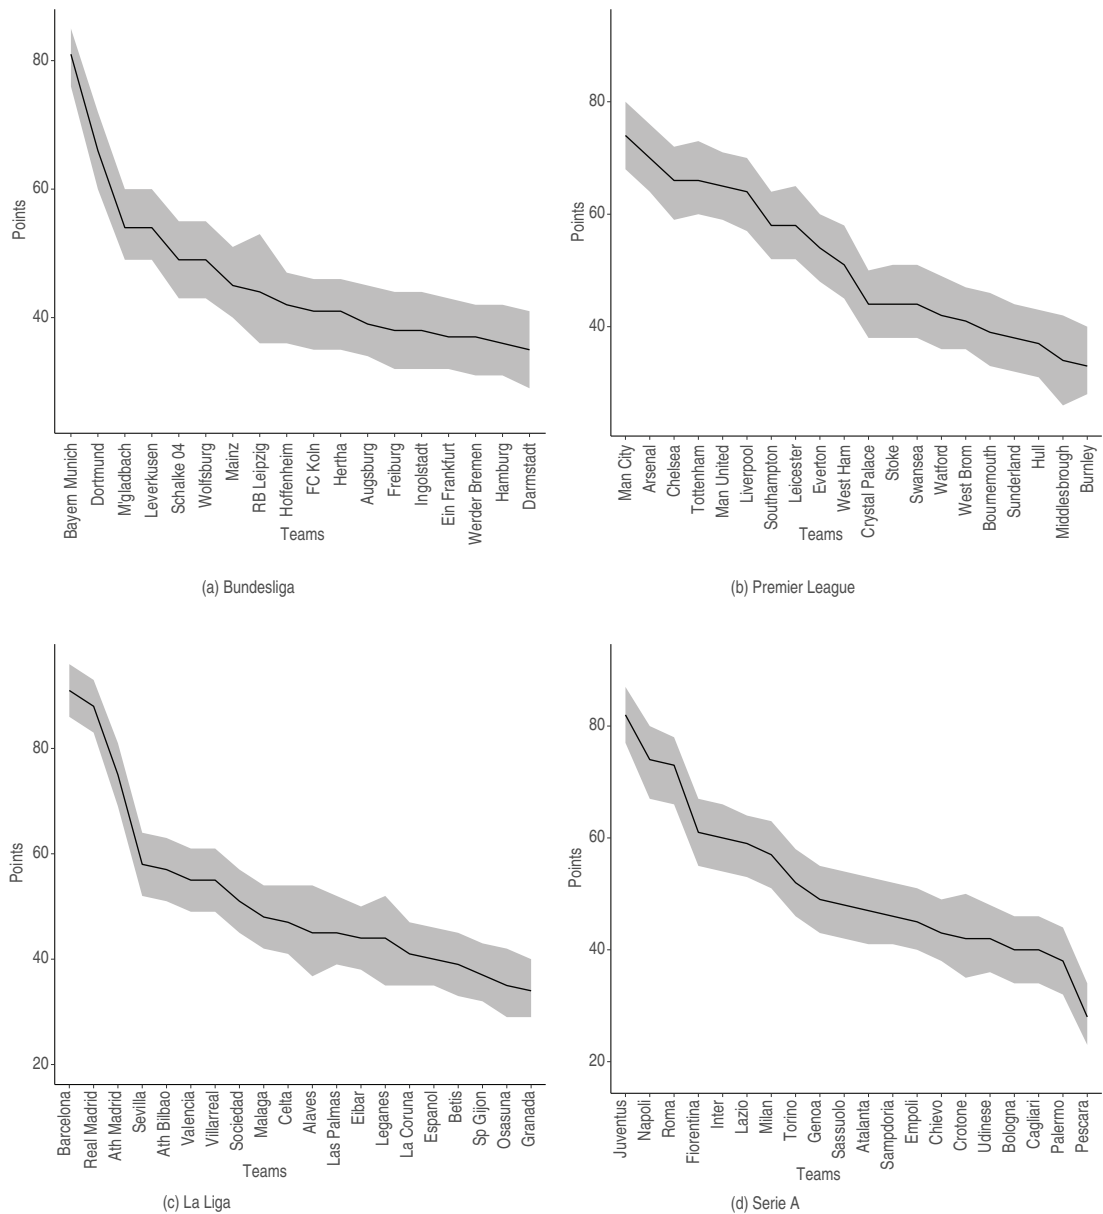 80
60
40
Points
Bayern Munich
Dortmund
M'gladbach
Leverkusen
Schalke 04
Wolfsburg
Mainz
RB Leipzig
Hoffenheim
FC Koln
Hertha
Augsburg
Freiburg
Ingolstadt
Ein Frankfurt
Werder Bremen
Hamburg
Darmstadt
Teams
(a) Bundesliga
80
60
40
Points
Man City
Arsenal
Chelsea
Tottenham
Man United
Liverpool
Southampton
Leicester
Everton
West Ham
Crystal Palace
Stoke
Swansea
Watford
West Brom
Bournemouth
Sunderland
Hull
Middlesbrough
Burnley
Teams
(b) Premier League
80
60
40
20
Points
Barcelona
Real Madrid
Ath Madrid
Sevilla
Ath Bilbao
Valencia
Villarreal
Sociedad
Malaga
Celta
Alaves
Las Palmas
Eibar
Leganes
La Coruna
Espanol
Betis
Sp Gijon
Osasuna
Granada
Teams
(c) La Liga
80
60
40
20
Points
Juventus
Napoli
Roma
Fiorentina
Inter
Lazio
Milan
Torino
Genoa
Sassuolo
Atalanta
Sampdoria
Empoli
Chievo
Crotone
Udinese
Bologna
Cagliari
Palermo
Pescara
Teams
(d) Serie A